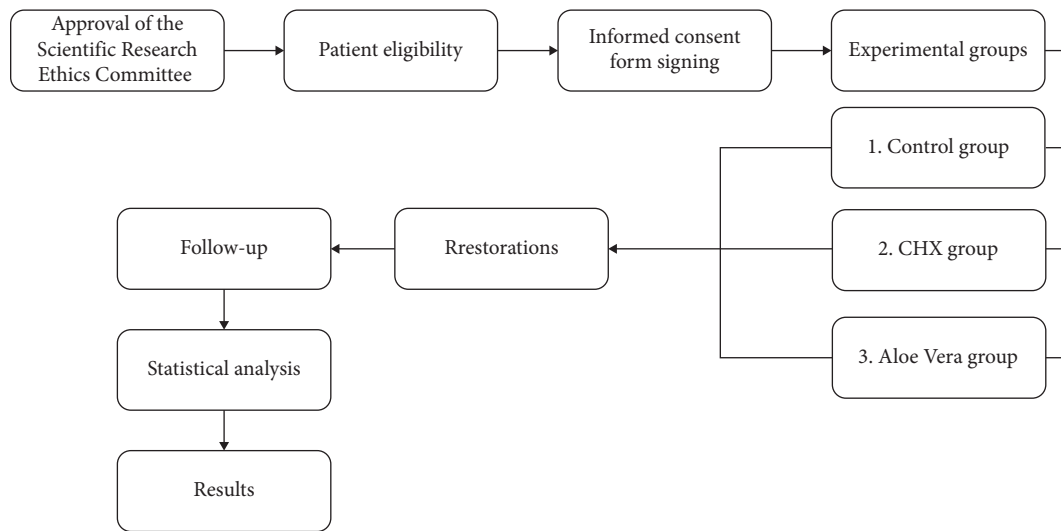 Approval of the
Scientific Research
Ethics Committee
Patient eligibility
Informed consent
form signing
Experimental groups
1. Control group
2. CHX group
3. Aloe Vera group
Rrestorations
Follow-up
Statistical analysis
Results